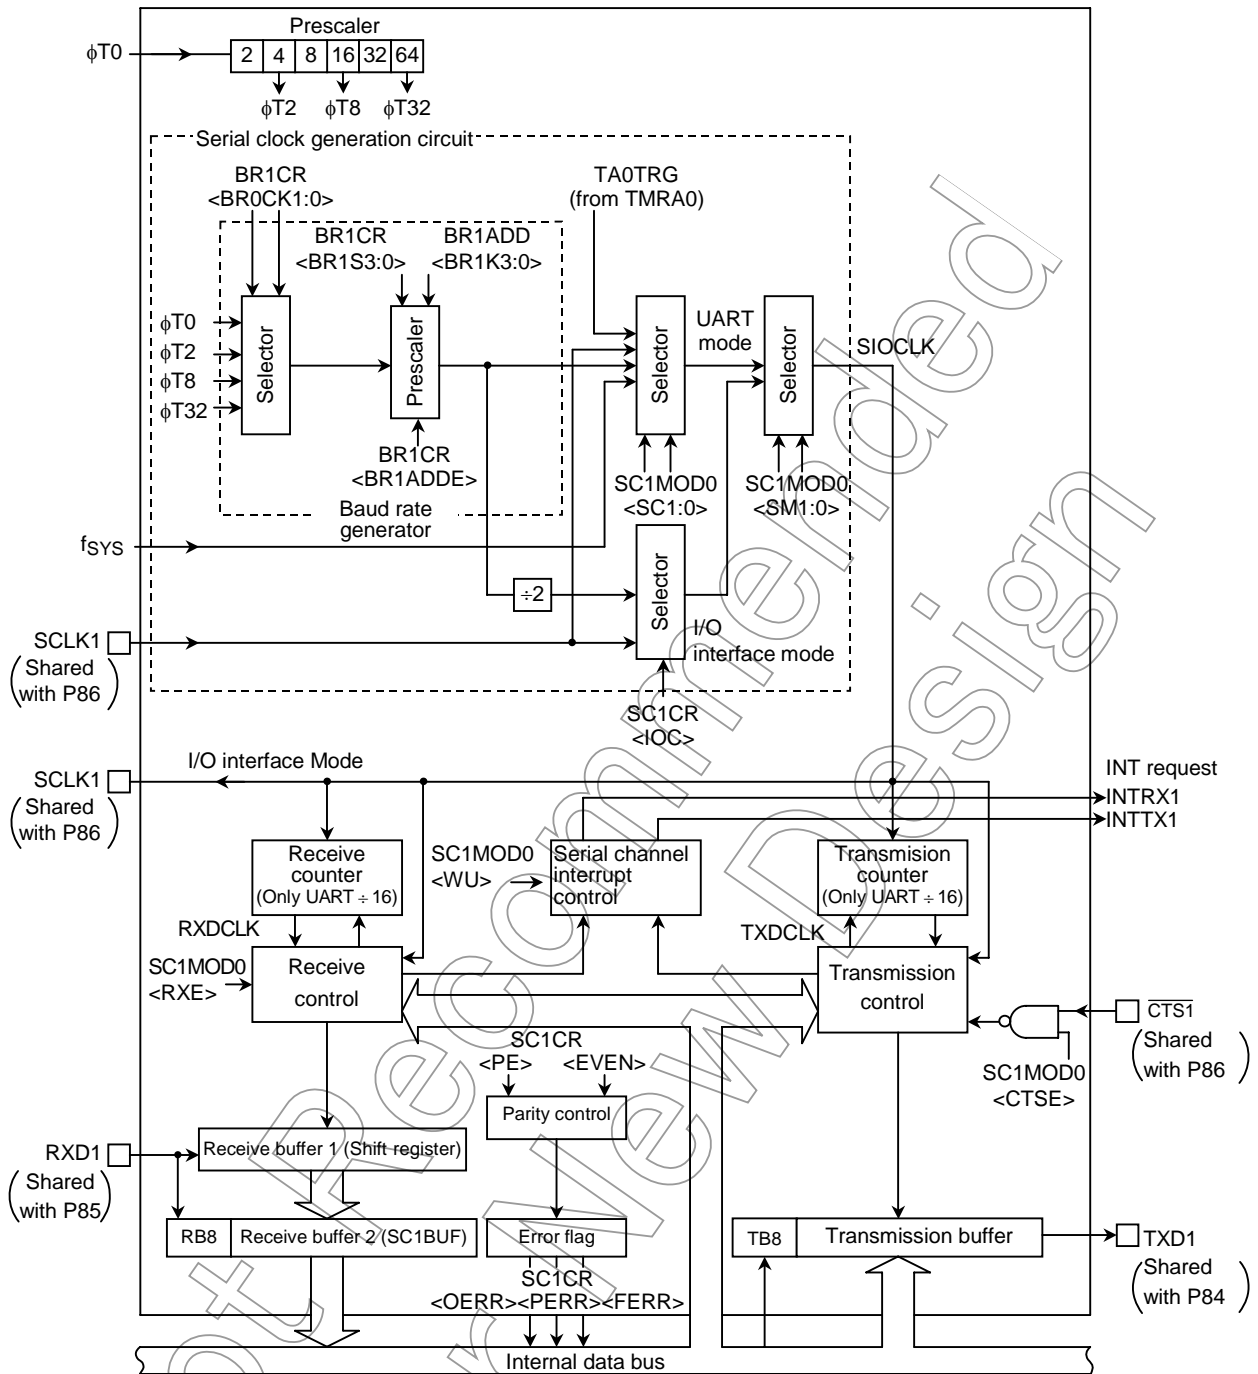 Prescaler
ϕT0
2 4 8 16 32 64
ϕT2 ϕT8 ϕT32
Serial clock generation circuit
BR1CR
<BR0CK1:0>
TA0TRG
(from TMRA0)
BR1CR
<BR1S3:0>
BR1ADD
<BR1K3:0>
ϕT0
ϕT2
ϕT8
ϕT32
Selector
Prescaler
Selector
UART
mode
Selector
SIOCLK
BR1CR
<BR1ADDE>
SC1MOD0
<SC1:0>
SC1MOD0
<SM1:0>
Baud rate
generator
fSYS
÷2
Selector
I/O
interface mode
SCLK1
(Shared
with P86)
SC1CR
<IOC>
I/O interface Mode
SCLK1
(Shared
with P86)
INT request
INTRX1
INTTX1
Receive
counter
(Only UART ÷ 16)
SC1MOD0
<WU>
Serial channel
interrupt
control
Transmision
counter
(Only UART ÷ 16)
RXDCLK
TXDCLK
SC1MOD0
<RXE>
Receive
control
Transmission
control
CTS1
(Shared
with P86)
SC1MOD0
<CTSE>
SC1CR
<PE> <EVEN>
Parity control
RXD1
(Shared
with P85)
Receive buffer 1 (Shift register)
RB8 Receive buffer 2 (SC1BUF)
Error flag
TB8 Transmission buffer
TXD1
(Shared
with P84)
SC1CR
<OERR><PERR><FERR>
Internal data bus
Not Recommended
for New Design